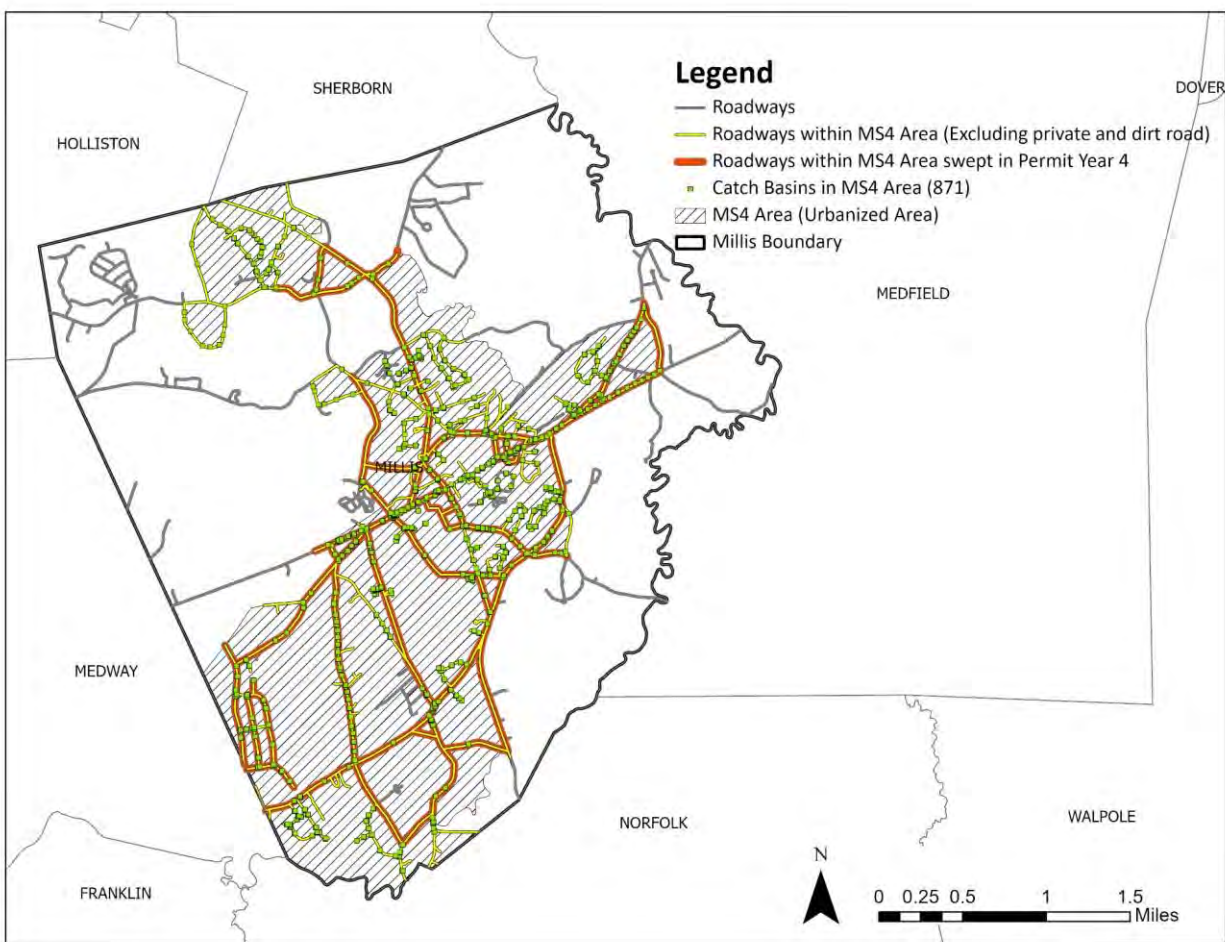 Legend
Roadways
Roadways within MS4 Area (Excluding private and dirt road)
Roadways within MS4 Area swept in Permit Year 4
Catch Basins in MS4 Area (871)
MS4 Area (Urbanized Area)
Millis Boundary
SHERBORN
DOVER
HOLLISTON
MEDFIELD
MILLIS
MEDWAY
NORFOLK
WALPOLE
FRANKLIN
N
0 0.25 0.5 1 1.5
Miles